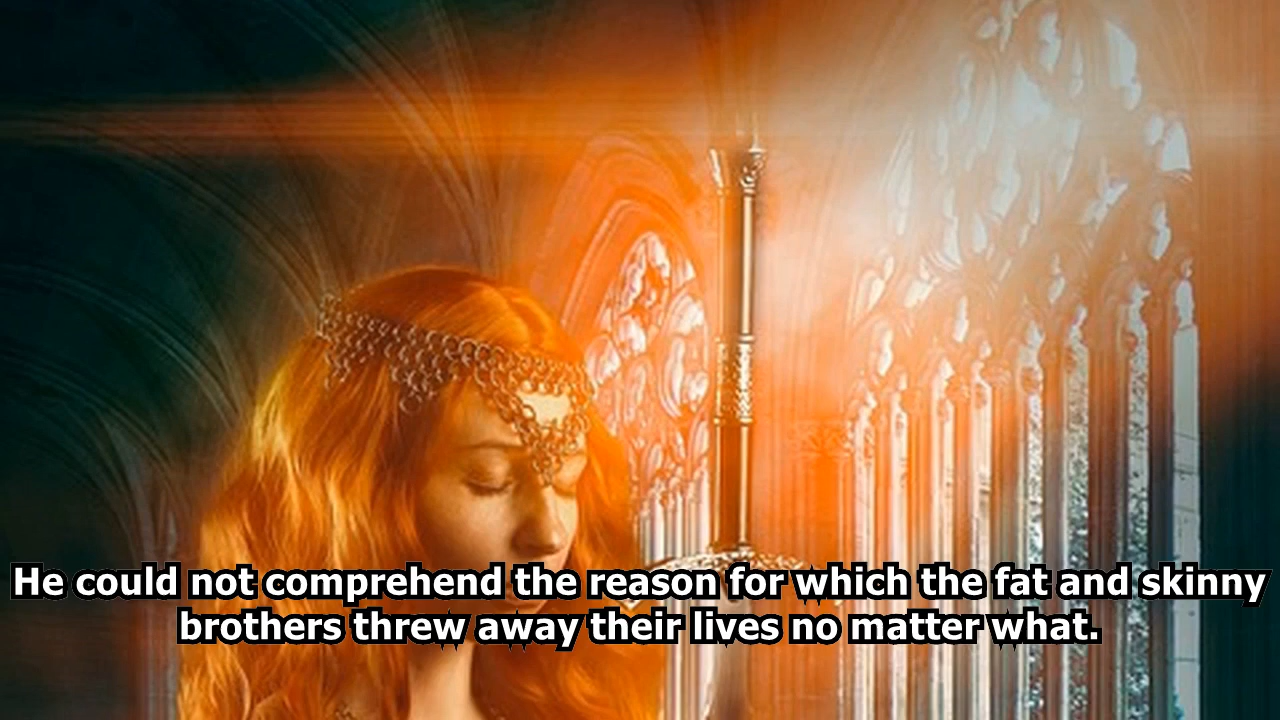 He could not comprehend the reason for which the fat and skinny
brothers threw away their lives no matter what.